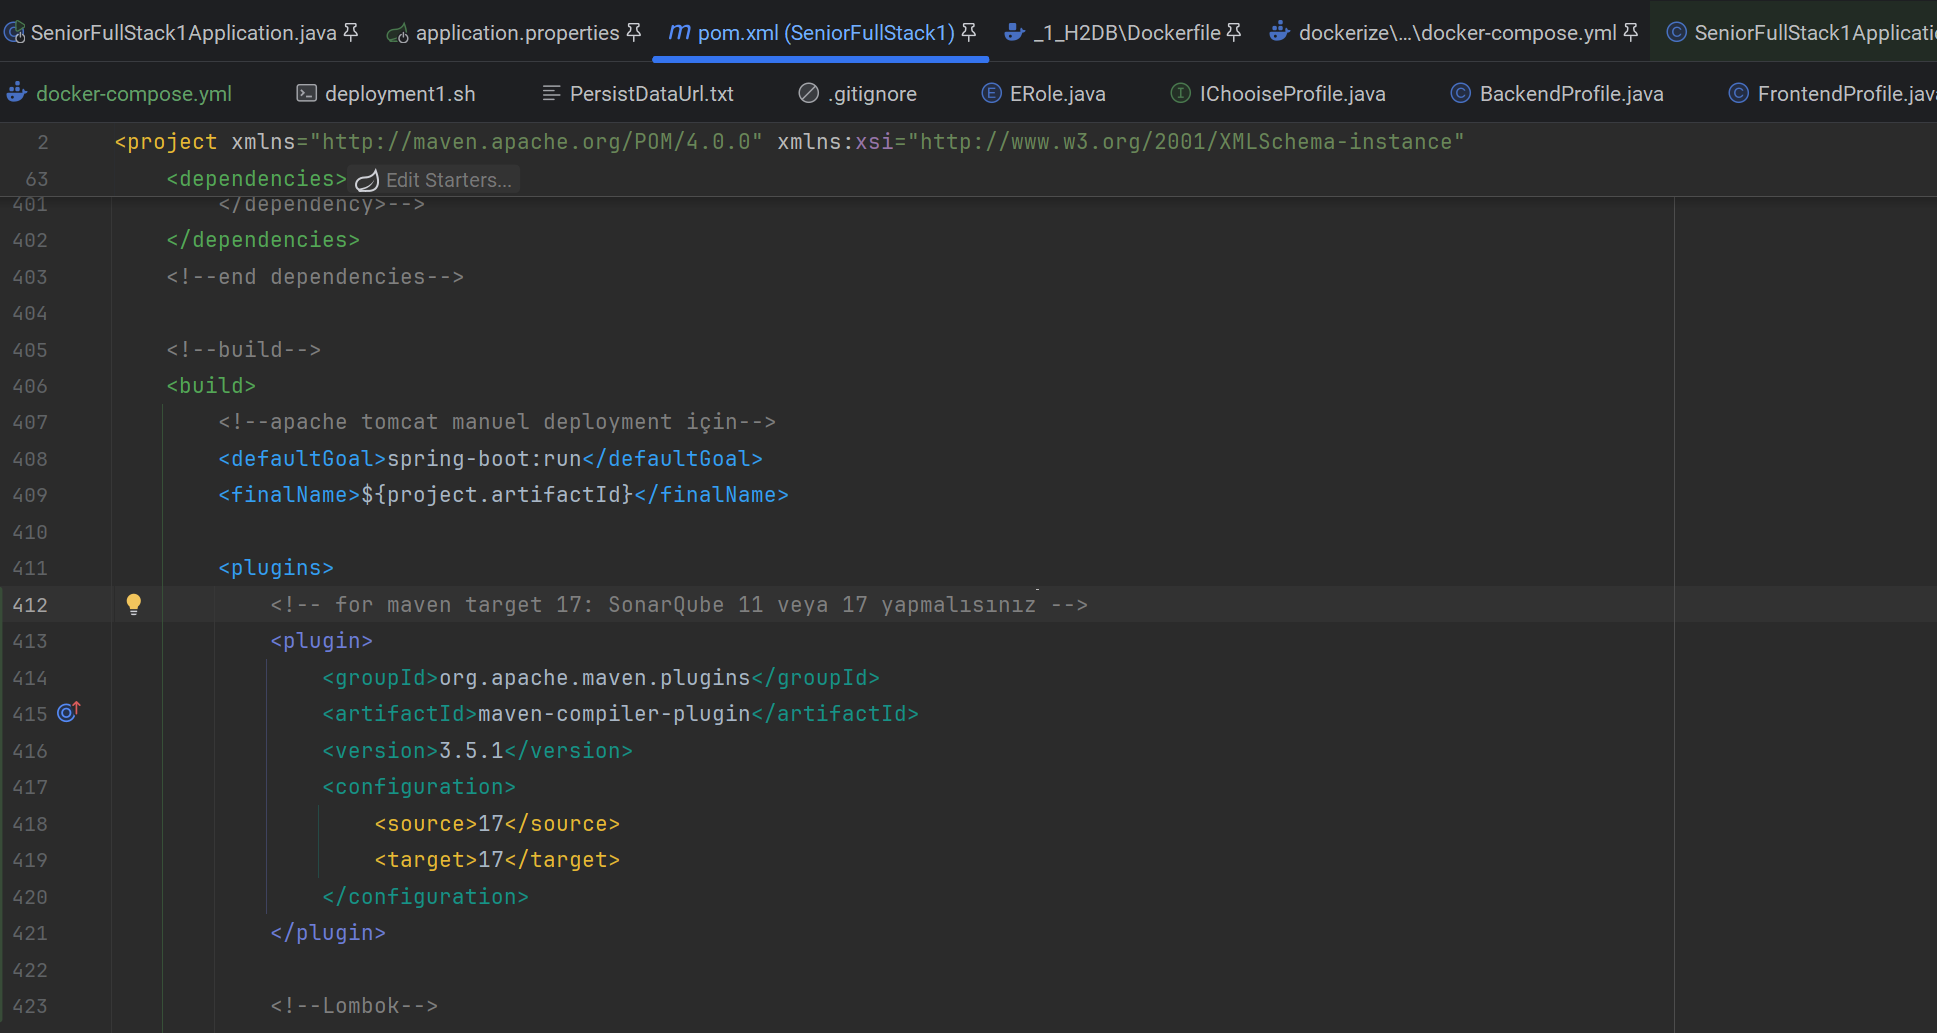 SeniorFullStack1Application.java application.properties pom.xml (SeniorFullStack1) _1_H2DB\Dockerfile dockerize\...\docker-compose.yml SeniorFullStack1Applicati
docker-compose.yml deployment1.sh PersistDataUrl.txt .gitignore ERole.java IChooiseProfile.java BackendProfile.java FrontendProfile.jav
2 <project xmlns="http://maven.apache.org/POM/4.0.0" xmlns:xsi="http://www.w3.org/2001/XMLSchema-instance"
63 <dependencies> Edit Starters...
401 </dependency>-->
402 </dependencies>
403 <!--end dependencies-->
404
405 <!--build-->
406 <build>
407 <!--apache tomcat manuel deployment için-->
408 <defaultGoal>spring-boot:run</defaultGoal>
409 <finalName>${project.artifactId}</finalName>
410
411 <plugins>
412 <!-- for maven target 17: SonarQube 11 veya 17 yapmalısınız -->
413 <plugin>
414 <groupId>org.apache.maven.plugins</groupId>
415 <artifactId>maven-compiler-plugin</artifactId>
416 <version>3.5.1</version>
417 <configuration>
418 <source>17</source>
419 <target>17</target>
420 </configuration>
421 </plugin>
422
423 <!--Lombok-->